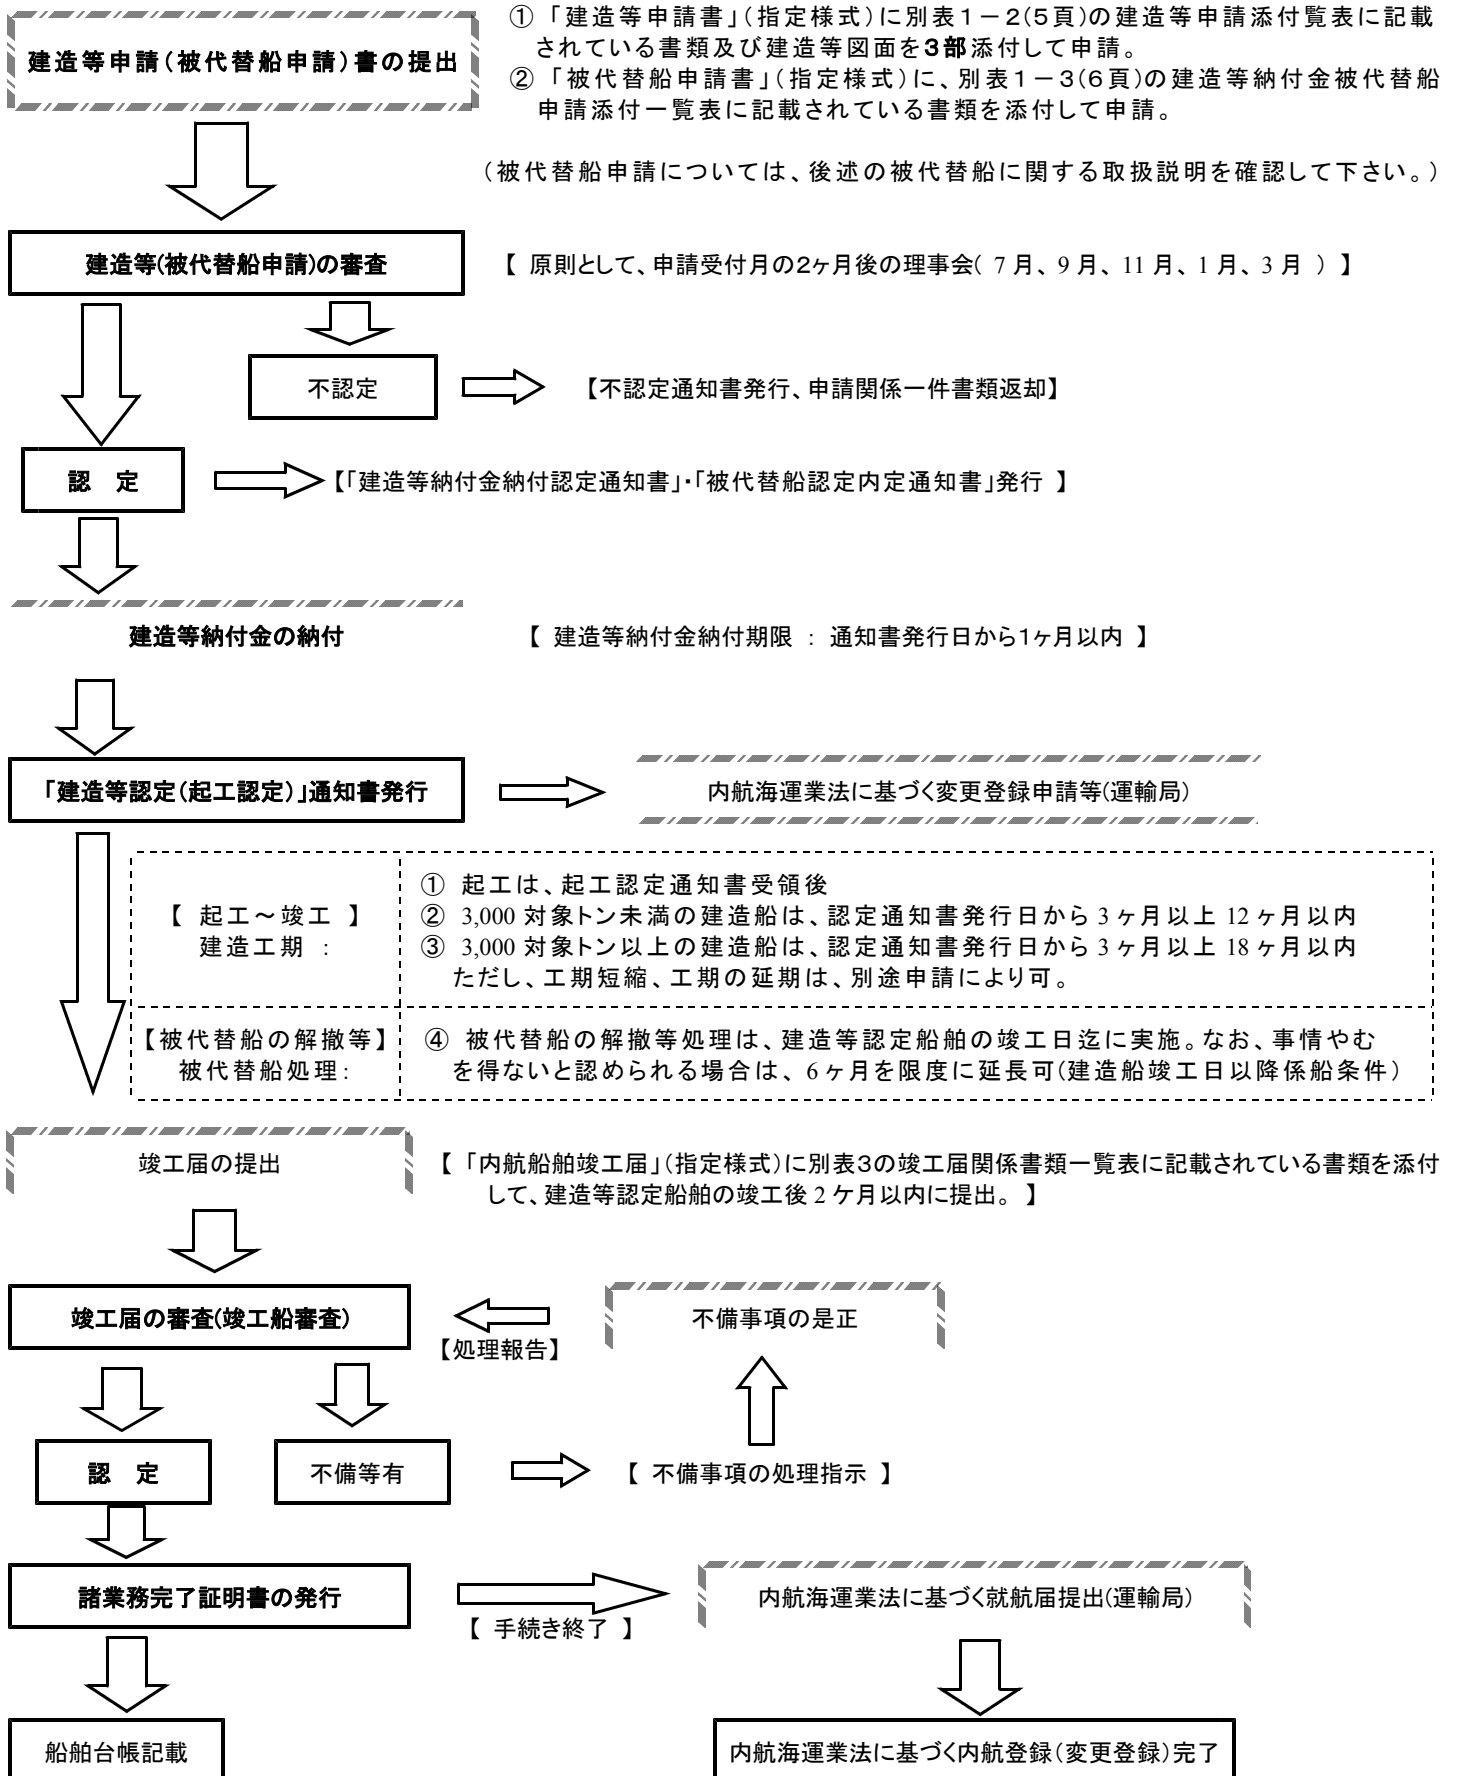 建造等申請（被代替船申請）書の提出
①「建造等申請書」（指定様式）に別表１－２（５頁）の建造等申請添付覧表に記載
されている書類及び建造等図面を３部添付して申請。
②「被代替船申請書」（指定様式）に、別表１－３（６頁）の建造等納付金被代替船
申請添付一覧表に記載されている書類を添付して申請。
（被代替船申請については、後述の被代替船に関する取扱説明を確認して下さい。）
建造等(被代替船申請)の審査
【 原則として、申請受付月の２ヶ月後の理事会( 7 月、9 月、11 月、1 月、3 月 ) 】
不認定
【不認定通知書発行、申請関係一件書類返却】
認　定
【「建造等納付金納付認定通知書」・「被代替船認定内定通知書」発行 】
建造等納付金の納付
【 建造等納付金納付期限 : 通知書発行日から１ヶ月以内 】
「建造等認定（起工認定）」通知書発行
内航海運業法に基づく変更登録申請等(運輸局)
【 起工～竣工 】
建造工期 :
① 起工は、起工認定通知書受領後
② 3,000 対象トン未満の建造船は、認定通知書発行日から 3 ヶ月以上 12 ヶ月以内
③ 3,000 対象トン以上の建造船は、認定通知書発行日から 3 ヶ月以上 18 ヶ月以内
ただし、工期短縮、工期の延期は、別途申請により可。
【被代替船の解撤等】
被代替船処理：
④ 被代替船の解撤等処理は、建造等認定船舶の竣工日迄に実施。なお、事情やむ
を得ないと認められる場合は、6 ヶ月を限度に延長可(建造船竣工日以降係船条件)
竣工届の提出
【 「内航船舶竣工届」（指定様式）に別表３の竣工届関係書類一覧表に記載されている書類を添付
して、建造等認定船舶の竣工後 2 ケ月以内に提出。 】
竣工届の審査(竣工船審査)
【処理報告】
不備事項の是正
認　定
不備等有
【 不備事項の処理指示 】
諸業務完了証明書の発行
【 手続き終了 】
内航海運業法に基づく就航届提出(運輸局)
船舶台帳記載
内航海運業法に基づく内航登録（変更登録）完了